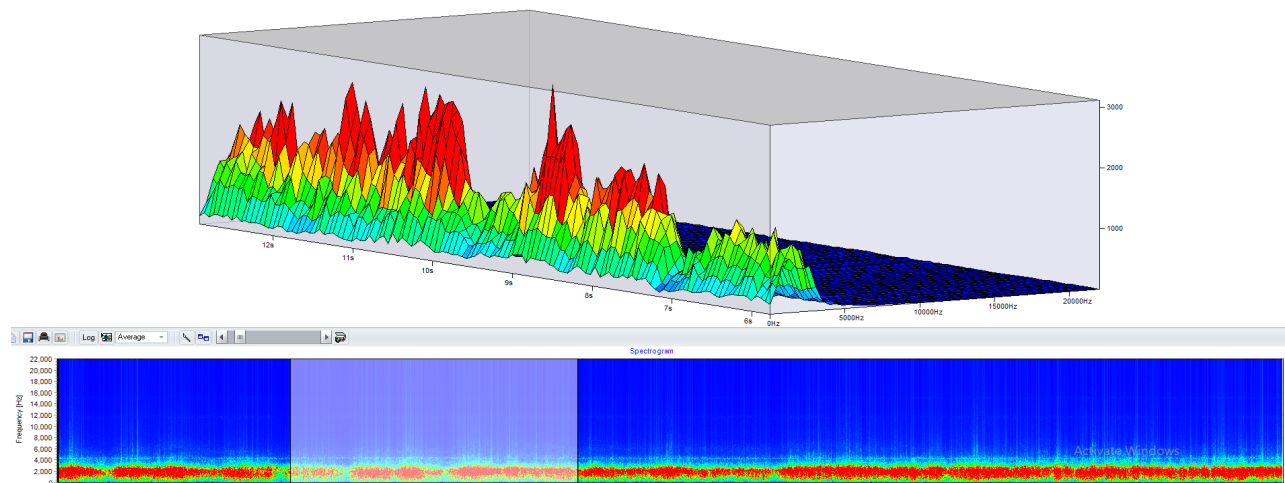 3000
2000
1000
12s
11s
10s
9s
8s
7s
6s
0Hz
5000Hz
10000Hz
15000Hz
20000Hz
Log Average
Spectrogram
Frequency [Hz]
22,000
20,000
18,000
16,000
14,000
12,000
10,000
8,000
6,000
4,000
2,000
0
Activate Windows